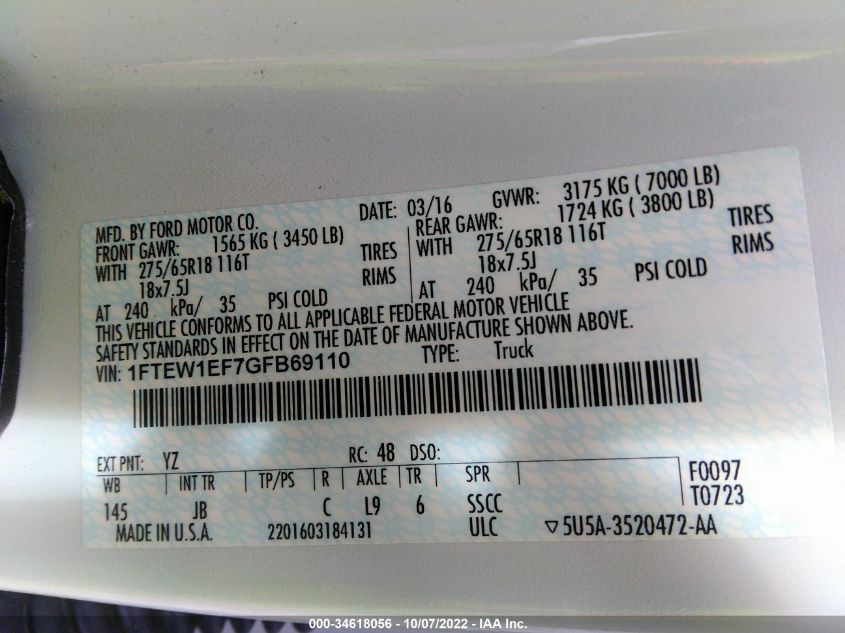 MFD. BY FORD MOTOR CO. DATE: 03/16 GVWR: 3175 KG ( 7000 LB)
FRONT GAWR: 1565 KG ( 3450 LB) REAR GAWR: 1724 KG ( 3800 LB)
WITH 275/65R18 116T TIRES WITH 275/65R18 116T TIRES
18x7.5J RIMS 18x7.5J RIMS
AT 240 kPa/ 35 PSI COLD AT 240 kPa/ 35 PSI COLD
THIS VEHICLE CONFORMS TO ALL APPLICABLE FEDERAL MOTOR VEHICLE
SAFETY STANDARDS IN EFFECT ON THE DATE OF MANUFACTURE SHOWN ABOVE.
VIN: 1FTEW1EF7GFB69110 TYPE: Truck
EXT PNT: YZ RC: 48 DSO:
WB INT TR TP/PS R AXLE TR SPR F0097
145 JB C L9 6 SSCC T0723
MADE IN U.S.A. 2201603184131 ULC ▽5U5A-3520472-AA
000-34618056 - 10/07/2022 - IAA Inc.